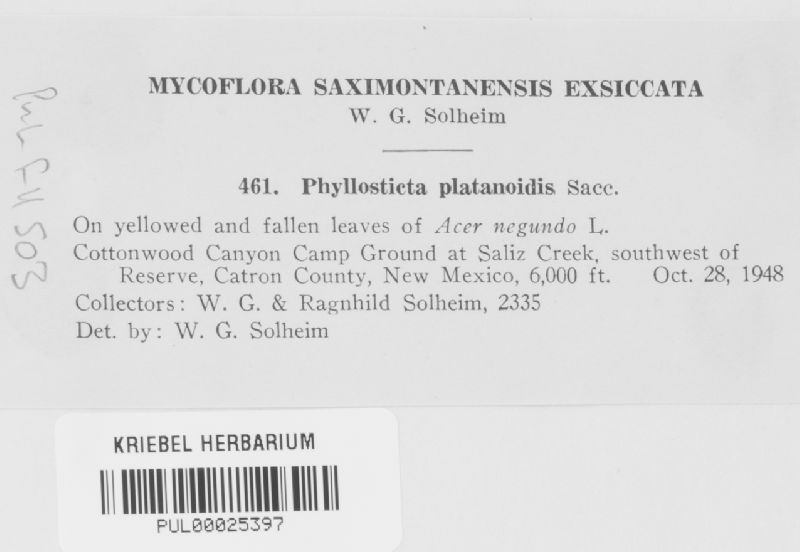 MYCOFLORA SAXIMONTANENSIS EXSICCATA
W. G. Solheim
461. Phyllosticta platanoidis Sacc.
On yellowed and fallen leaves of Acer negundo L.
Cottonwood Canyon Camp Ground at Saliz Creek, southwest of
Reserve, Catron County, New Mexico, 6,000 ft. Oct. 28, 1948
Collectors: W. G. & Ragnhild Solheim, 2335
Det. by: W. G. Solheim
PUL F11503
KRIEBEL HERBARIUM
PUL00025397